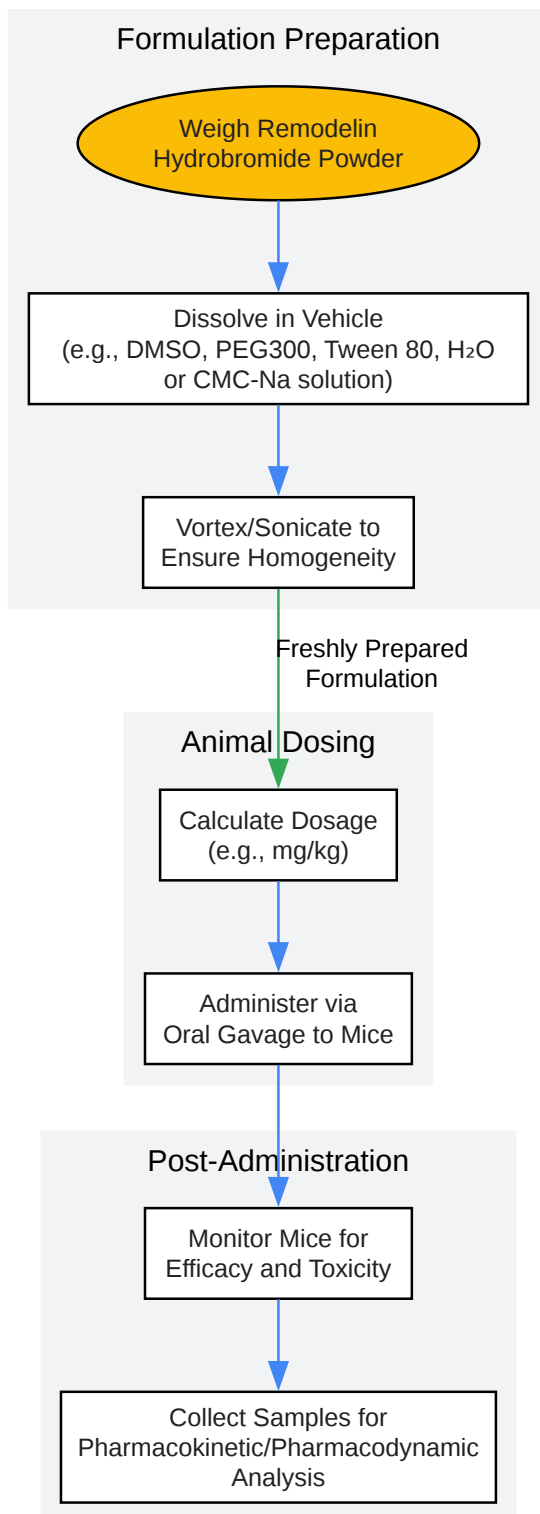 Formulation Preparation
Weigh Remodelin
Hydrobromide Powder
Dissolve in Vehicle
(e.g., DMSO, PEG300, Tween 80, H₂O
or CMC-Na solution)
Vortex/Sonicate to
Ensure Homogeneity
Freshly Prepared
Formulation
Animal Dosing
Calculate Dosage
(e.g., mg/kg)
Administer via
Oral Gavage to Mice
Post-Administration
Monitor Mice for
Efficacy and Toxicity
Collect Samples for
Pharmacokinetic/Pharmacodynamic
Analysis